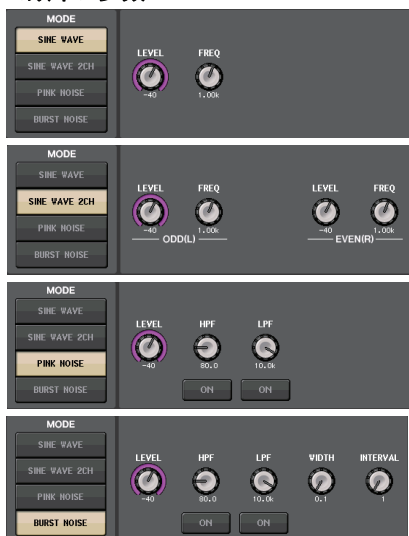 MODE
SINE WAVE
SINE WAVE 2CH
PINK NOISE
BURST NOISE
LEVEL FREQ
-40 1.00k
MODE
SINE WAVE
SINE WAVE 2CH
PINK NOISE
BURST NOISE
LEVEL FREQ LEVEL FREQ
-40 1.00k -40 1.00k
ODD(L) EVEN(R)
MODE
SINE WAVE
SINE WAVE 2CH
PINK NOISE
BURST NOISE
LEVEL HPF LPF
-40 80.0 10.0k
ON ON
MODE
SINE WAVE
SINE WAVE 2CH
PINK NOISE
BURST NOISE
LEVEL HPF LPF WIDTH INTERVAL
-40 80.0 10.0k 0.1 1
ON ON